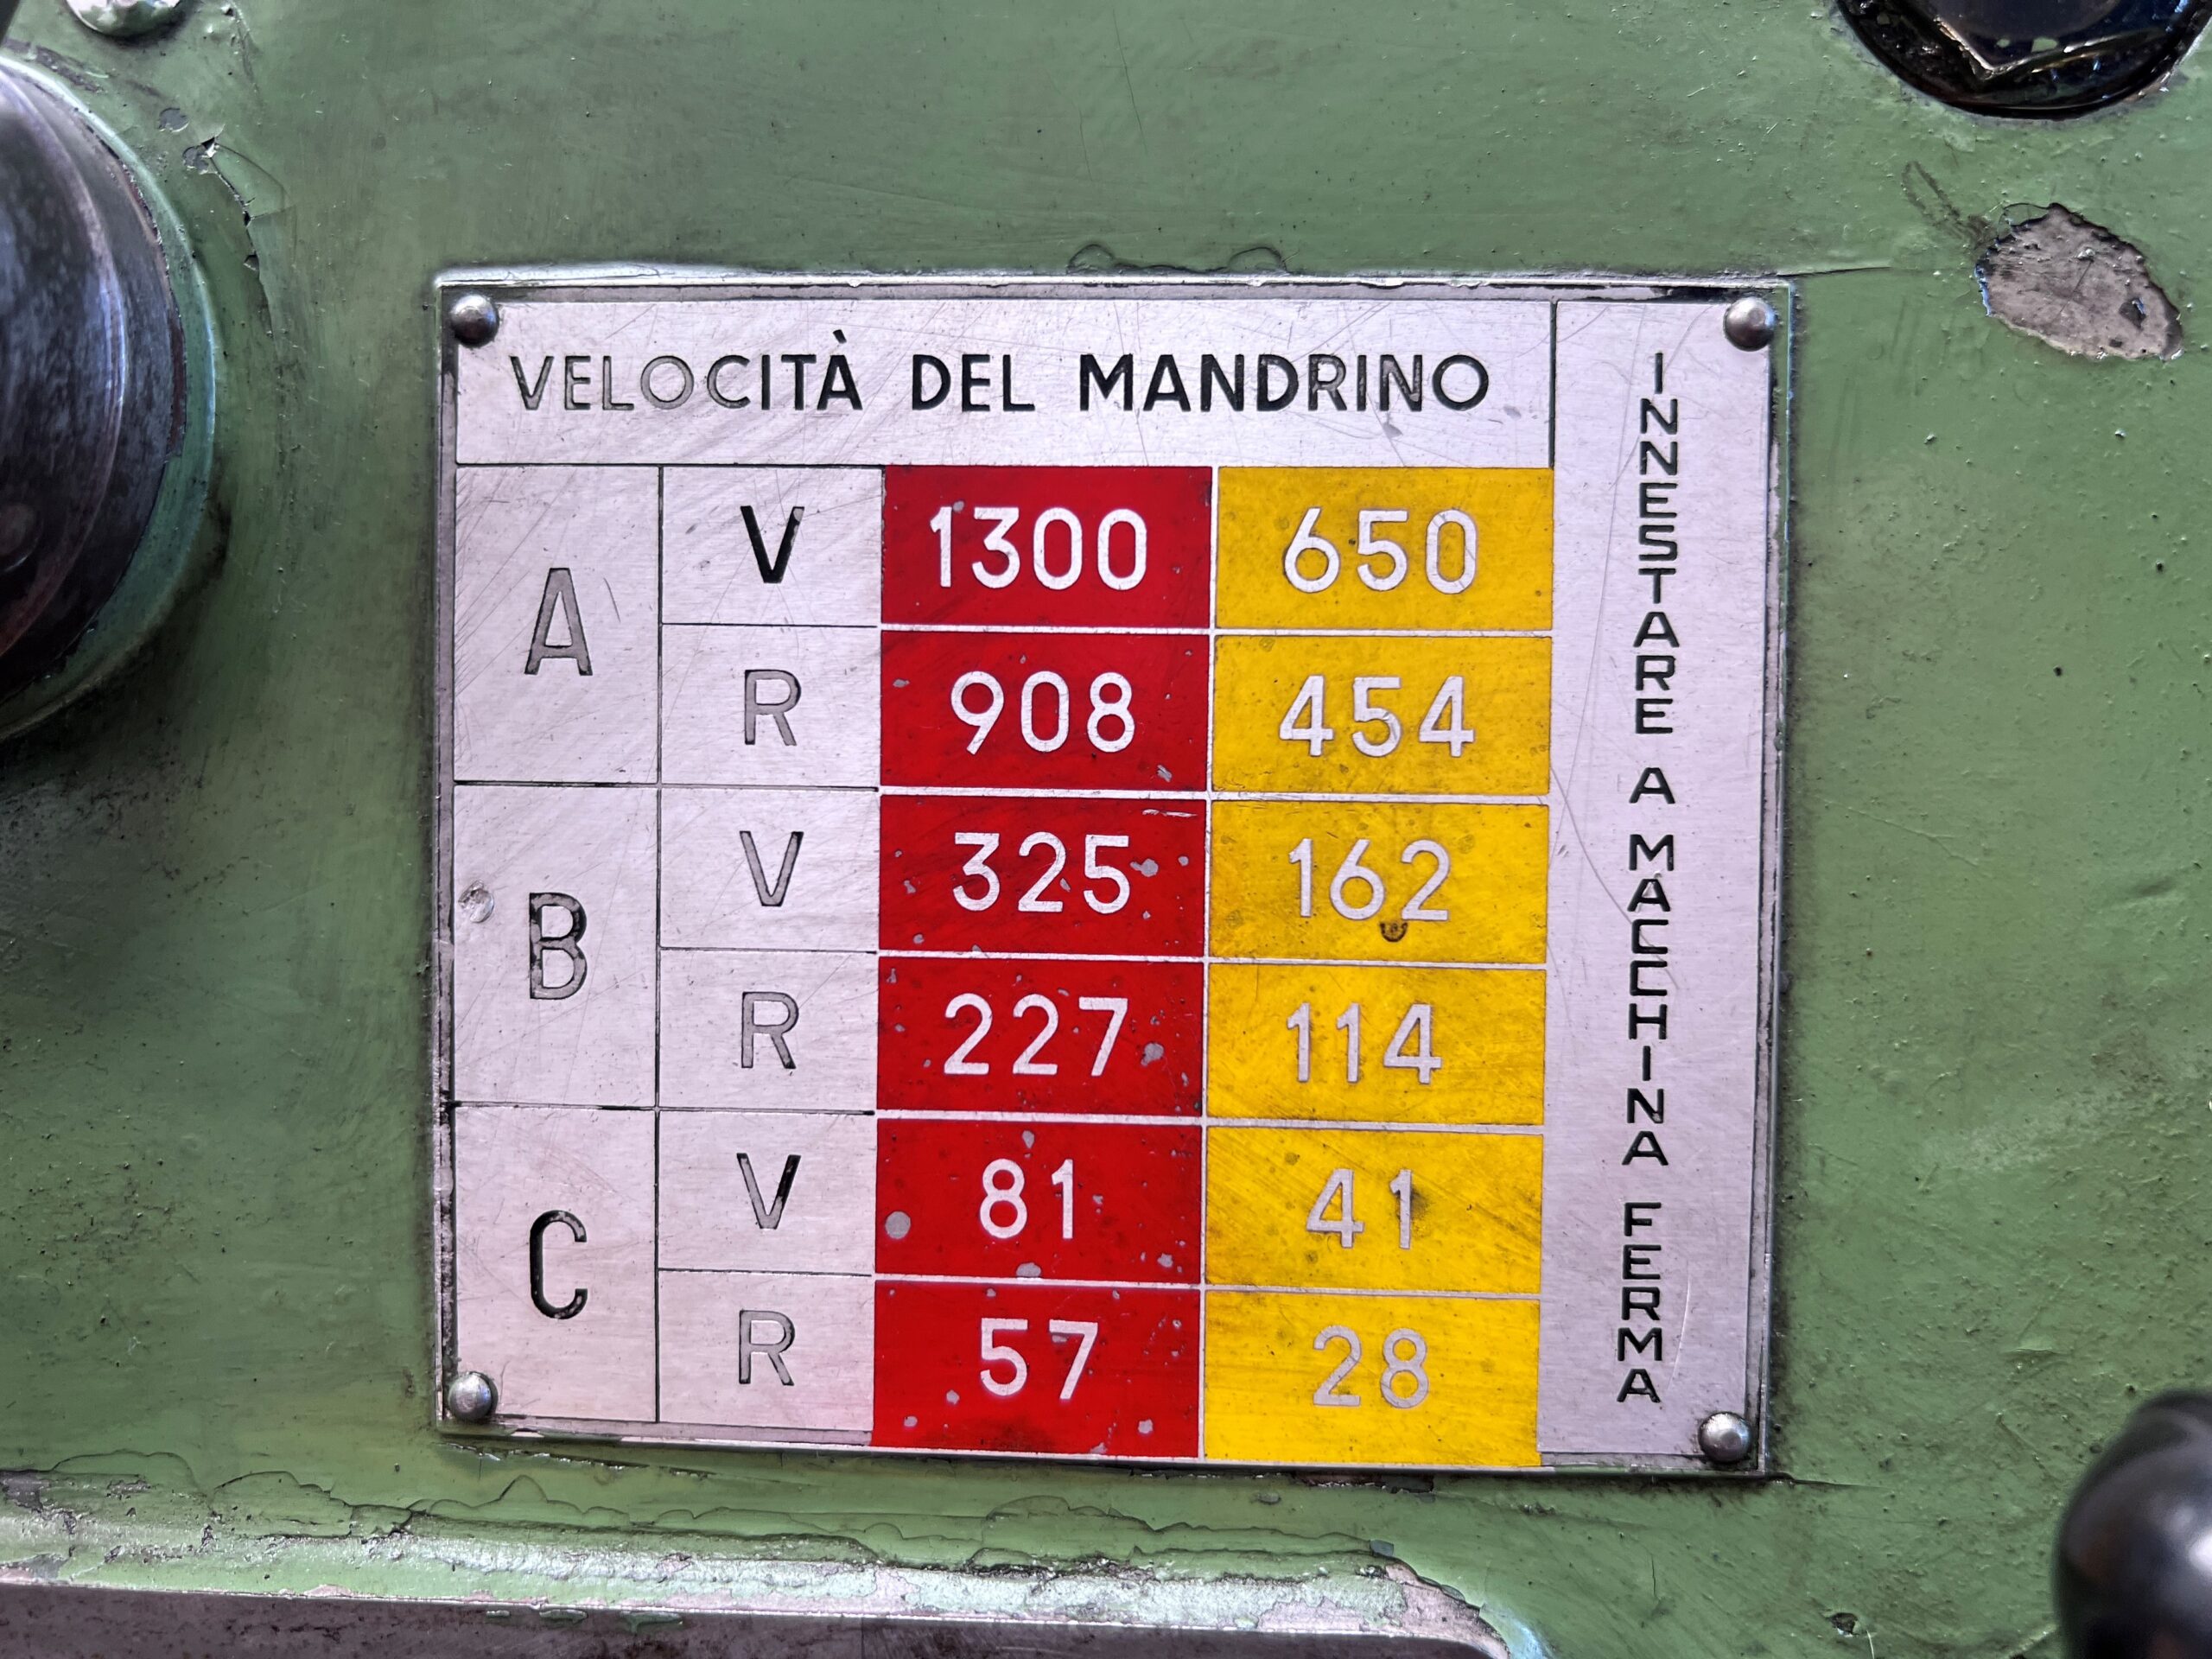 VELOCITÀ DEL MANDRINO
A V 1300 650
R 908 454
B V 325 162
R 227 114
C V 81 41
R 57 28
INNESTARE A MACCHINA FERMA